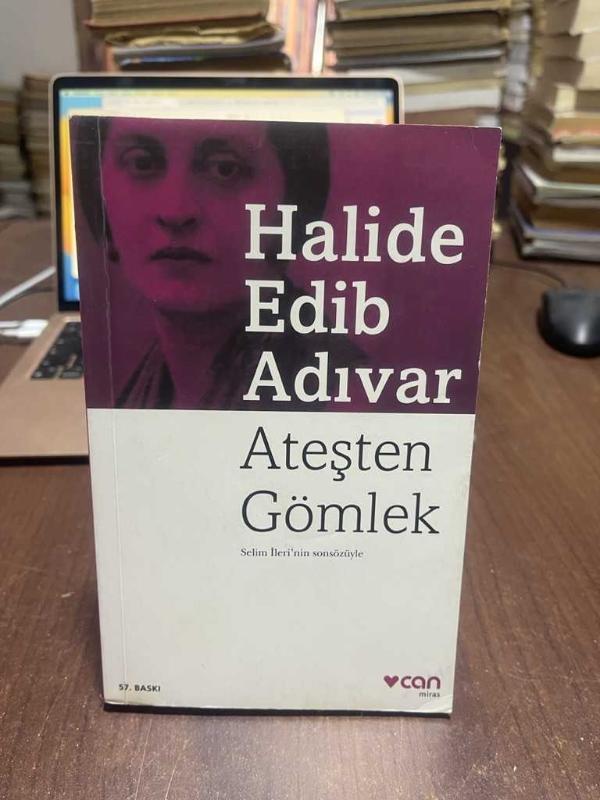 Halide
Edib
Adıvar
Ateşten
Gömlek
Selim İleri'nin sonsözüyle
57. BASKI
can
miras